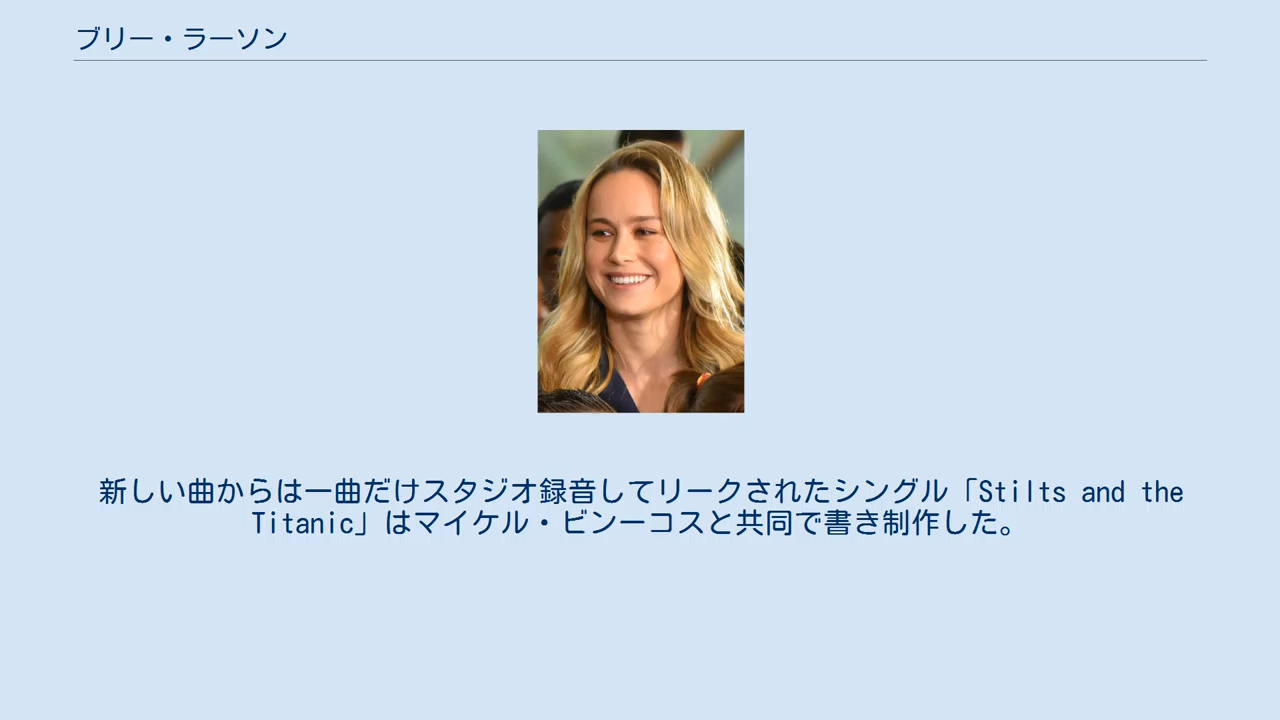 ブリー・ラーソン
新しい曲からは一曲だけスタジオ録音してリークされたシングル「Stilts and the
Titanic」はマイケル・ビンーコスと共同で書き制作した。